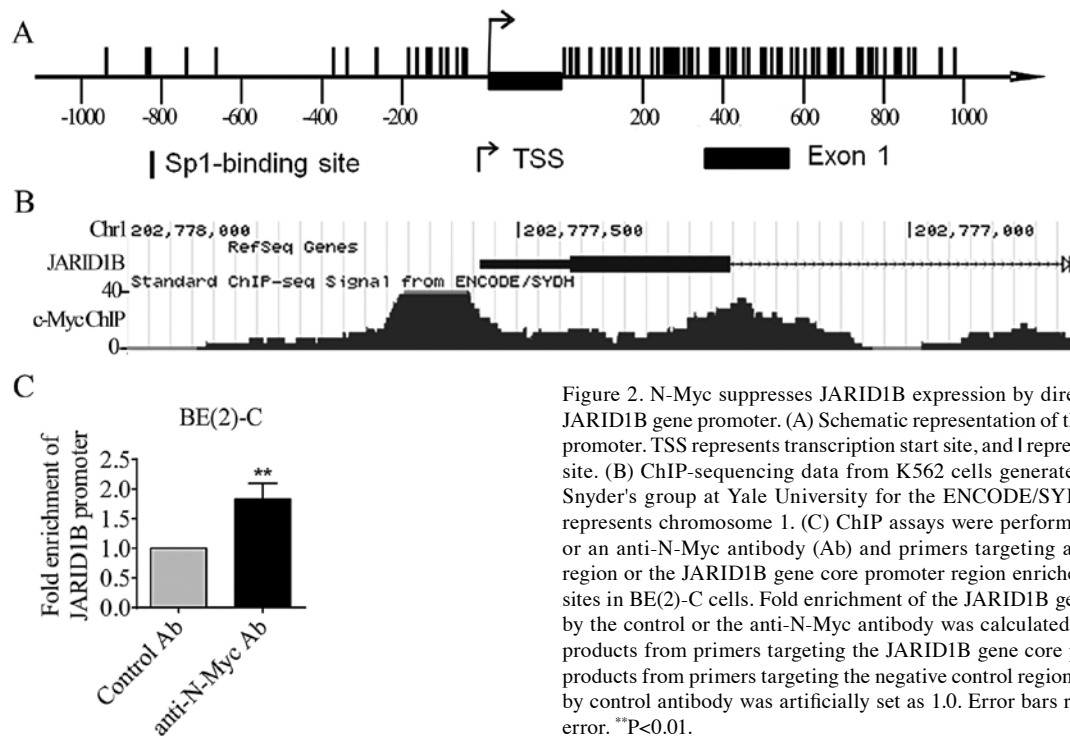 A
-1000 -800 -600 -400 -200 200 400 600 800 1000
Sp1-binding site TSS Exon 1
B
Chr1 202,778,000 202,777,500 202,777,000
RefSeq Genes
JARID1B
Standard ChIP-seq Signal from ENCODE/SYDH
40
c-Myc ChIP
0
C
BE(2)-C
Fold enrichment of
JARID1B promoter
2.5
2.0
1.5
1.0
0.5
0.0
**
Control Ab
anti-N-Myc Ab
Figure 2. N-Myc suppresses JARID1B expression by dire
JARID1B gene promoter. (A) Schematic representation of th
promoter. TSS represents transcription start site, and I repre
site. (B) ChIP-sequencing data from K562 cells generate
Snyder's group at Yale University for the ENCODE/SYD
represents chromosome 1. (C) ChIP assays were perform
or an anti-N-Myc antibody (Ab) and primers targeting a
region or the JARID1B gene core promoter region enriche
sites in BE(2)-C cells. Fold enrichment of the JARID1B ge
by the control or the anti-N-Myc antibody was calculated
products from primers targeting the JARID1B gene core p
products from primers targeting the negative control region
by control antibody was artificially set as 1.0. Error bars r
error. **P<0.01.